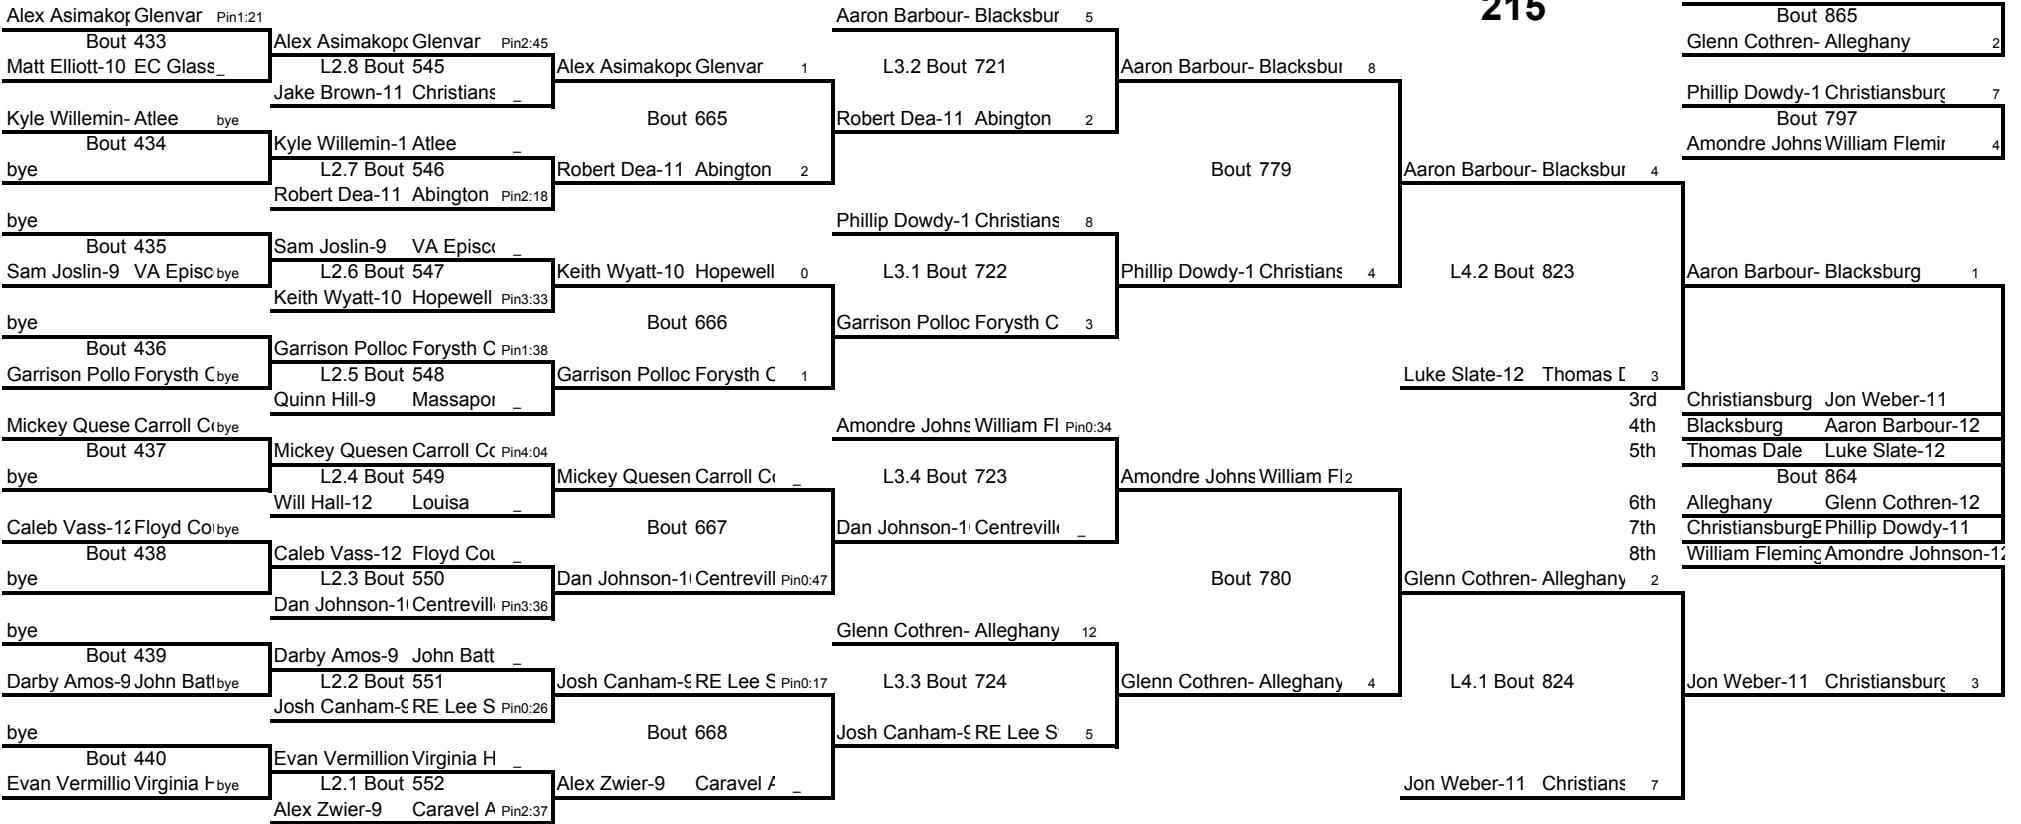 215
Alex Asimakop Glenvar Pin1:21
Bout 433
Matt Elliott-10 EC Glass _
Kyle Willemin- Atlee bye
Bout 434
bye
bye
Bout 435
Sam Joslin-9 VA Episc bye
bye
Bout 436
Garrison Pollo Forysth C bye
Mickey Quese Carroll Co bye
Bout 437
bye
Caleb Vass-12 Floyd Co bye
Bout 438
bye
bye
Bout 439
Darby Amos-9 John Batt bye
bye
Bout 440
Evan Vermillio Virginia H bye
Alex Asimakopo Glenvar Pin2:45
L2.8 Bout 545
Jake Brown-11 Christians _
Kyle Willemin-1 Atlee _
L2.7 Bout 546
Robert Dea-11 Abington Pin2:18
Sam Joslin-9 VA Episco _
L2.6 Bout 547
Keith Wyatt-10 Hopewell Pin3:33
Garrison Polloc Forysth C Pin1:38
L2.5 Bout 548
Quinn Hill-9 Massapon _
Mickey Quesen Carroll Co Pin4:04
L2.4 Bout 549
Will Hall-12 Louisa _
Caleb Vass-12 Floyd Cou _
L2.3 Bout 550
Dan Johnson-10 Centreville Pin3:36
Darby Amos-9 John Batt _
L2.2 Bout 551
Josh Canham-9 RE Lee S Pin0:26
Evan Vermillion Virginia H _
L2.1 Bout 552
Alex Zwier-9 Caravel A Pin2:37
Alex Asimakopo Glenvar 1
Bout 665
Robert Dea-11 Abington 2
Keith Wyatt-10 Hopewell 0
Bout 666
Garrison Polloc Forysth C 1
Mickey Quesen Carroll Co _
Bout 667
Dan Johnson-10 Centrevill Pin0:47
Josh Canham-9 RE Lee S Pin0:17
Bout 668
Alex Zwier-9 Caravel A _
Aaron Barbour- Blacksbur 5
L3.2 Bout 721
Robert Dea-11 Abington 2
Phillip Dowdy-1 Christians 8
L3.1 Bout 722
Garrison Polloc Forysth C 3
Amondre Johns William Fl Pin0:34
L3.4 Bout 723
Dan Johnson-10 Centreville _
Glenn Cothren- Alleghany 12
L3.3 Bout 724
Josh Canham-9 RE Lee S 5
Aaron Barbour- Blacksbur 8
Bout 779
Phillip Dowdy-1 Christians 4
Amondre Johns William Fl 2
Bout 780
Glenn Cothren- Alleghany 4
Aaron Barbour- Blacksbur 4
L4.2 Bout 823
Luke Slate-12 Thomas D 3
Glenn Cothren- Alleghany 2
L4.1 Bout 824
Jon Weber-11 Christians 7
Bout 865
Glenn Cothren- Alleghany 2
Phillip Dowdy-1 Christiansburg 7
Bout 797
Amondre Johns William Flemin 4
Aaron Barbour- Blacksburg 1
3rd Christiansburg Jon Weber-11
4th Blacksburg Aaron Barbour-12
5th Thomas Dale Luke Slate-12
Bout 864
6th Alleghany Glenn Cothren-12
7th ChristiansburgB Phillip Dowdy-11
8th William Fleming Amondre Johnson-12
Jon Weber-11 Christiansburg 3